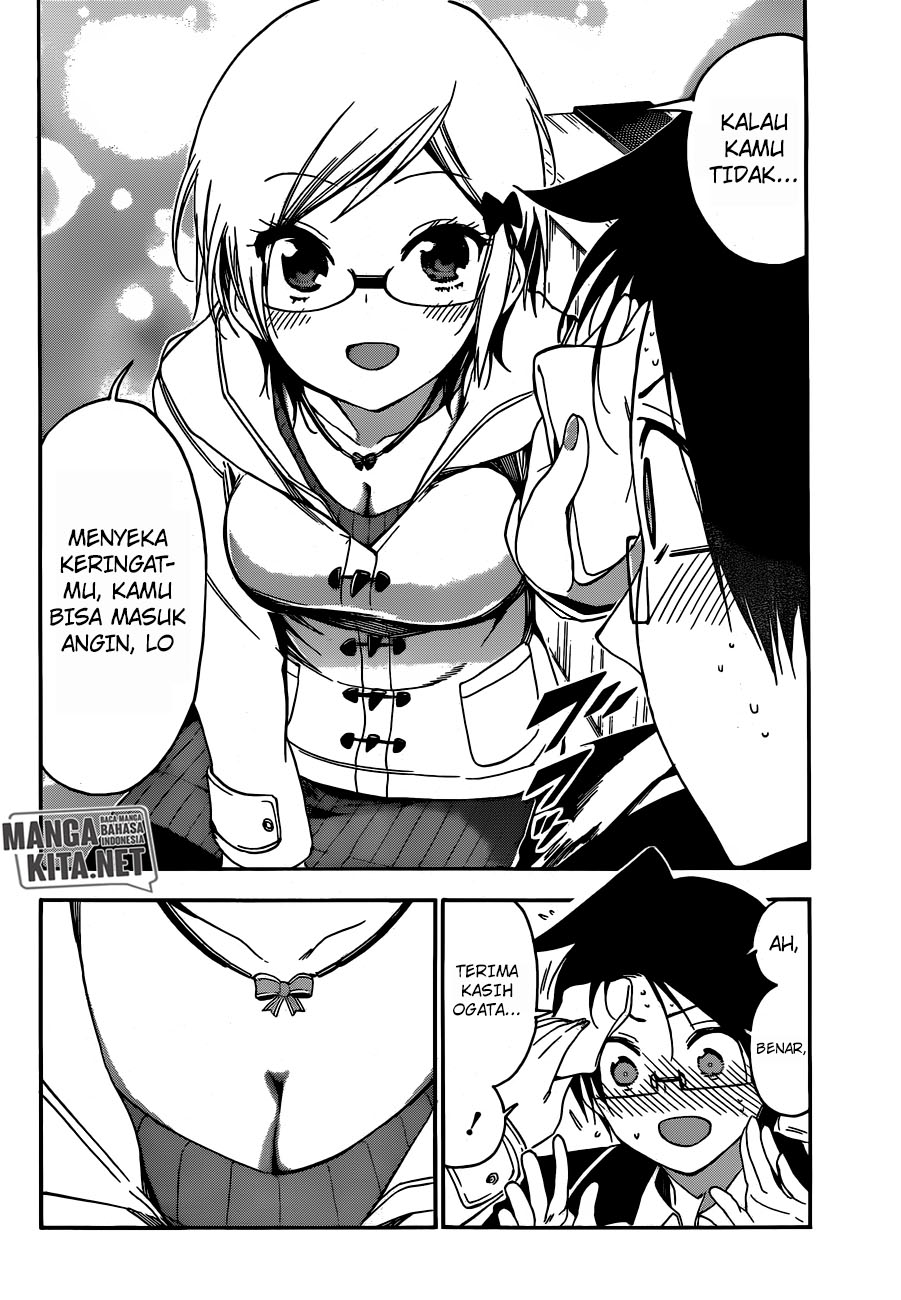 KALAU
KAMU
TIDAK...
MENYEKA
KERINGAT-
MU, KAMU
BISA MASUK
ANGIN, LO
MANGA
KITA.NET
BACA MANGA
BAHASA
INDONESIA
AH,
BENAR,
TERIMA
KASIH
OGATA...
!